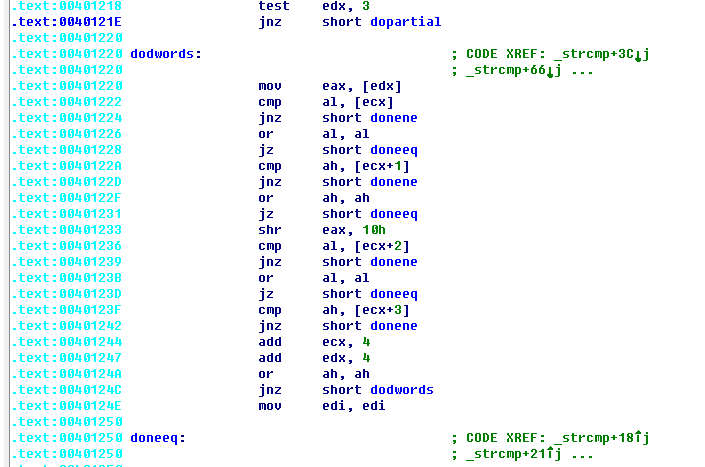 .text:00401218 test edx, 3
.text:0040121E jnz short dopartial
.text:00401220
.text:00401220 dodwords: ; CODE XREF: _strcmp+3C↓j
.text:00401220 ; _strcmp+66↓j ...
.text:00401220 mov eax, [edx]
.text:00401222 cmp al, [ecx]
.text:00401224 jnz short donene
.text:00401226 or al, al
.text:00401228 jz short doneeq
.text:0040122A cmp ah, [ecx+1]
.text:0040122D jnz short donene
.text:0040122F or ah, ah
.text:00401231 jz short doneeq
.text:00401233 shr eax, 10h
.text:00401236 cmp al, [ecx+2]
.text:00401239 jnz short donene
.text:0040123B or al, al
.text:0040123D jz short doneeq
.text:0040123F cmp ah, [ecx+3]
.text:00401242 jnz short donene
.text:00401244 add ecx, 4
.text:00401247 add edx, 4
.text:0040124A or ah, ah
.text:0040124C jnz short dodwords
.text:0040124E mov edi, edi
.text:00401250
.text:00401250 doneeq: ; CODE XREF: _strcmp+18↑j
.text:00401250 ; _strcmp+21↑j ...